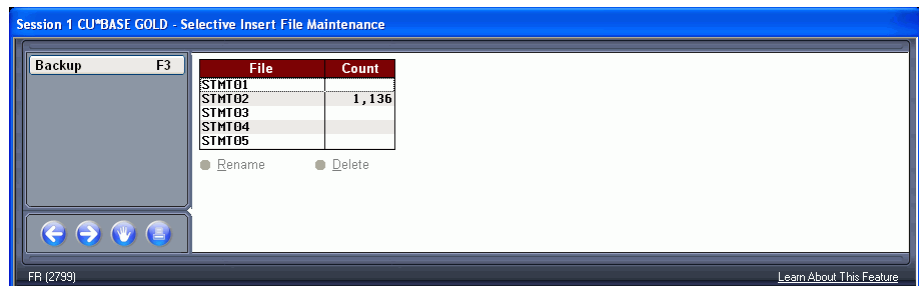 Session 1 CU*BASE GOLD - Selective Insert File Maintenance
Backup F3
File Count
STMT01
STMT02 1,136
STMT03
STMT04
STMT05
Rename Delete
FR (2799) Learn About This Feature